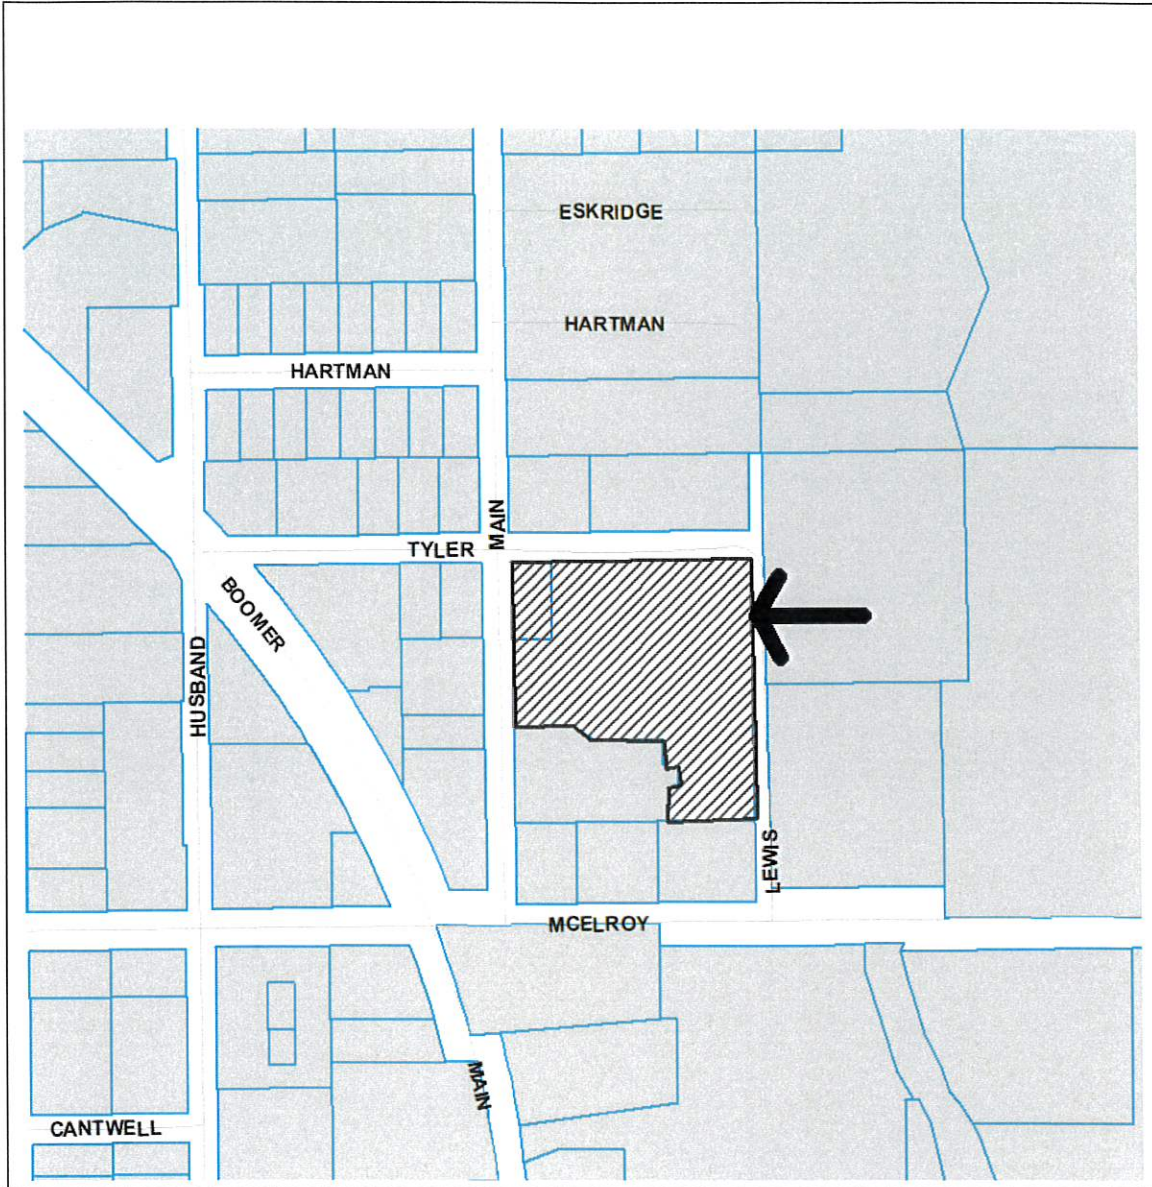 ESKRIDGE
HARTMAN
HARTMAN
MAIN
TYLER
BOOMER
HUSBAND
LEWIS
MCELROY
MAIN
CANTWELL